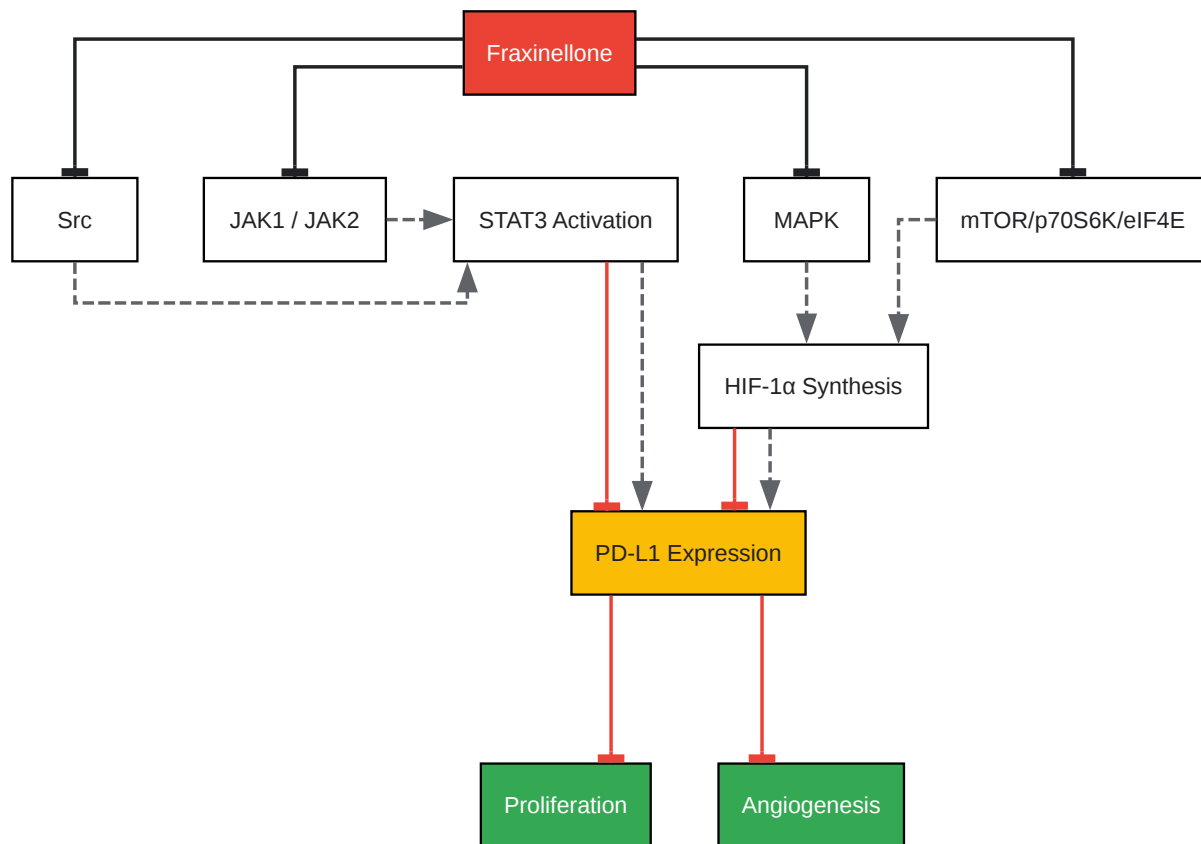 Fraxinellone
Src
JAK1 / JAK2
STAT3 Activation
MAPK
mTOR/p70S6K/eIF4E
HIF-1α Synthesis
PD-L1 Expression
Proliferation
Angiogenesis